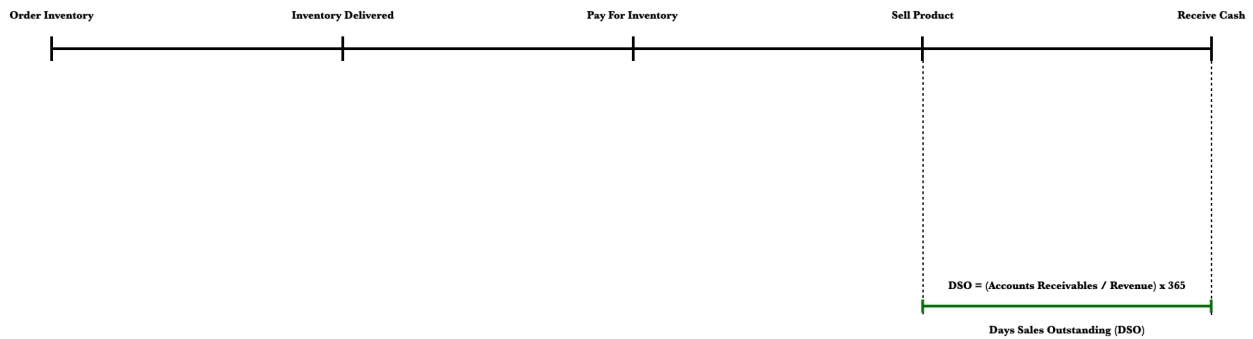 Order Inventory
Inventory Delivered
Pay For Inventory
Sell Product
Receive Cash
DSO = (Accounts Receivables / Revenue) x 365
Days Sales Outstanding (DSO)